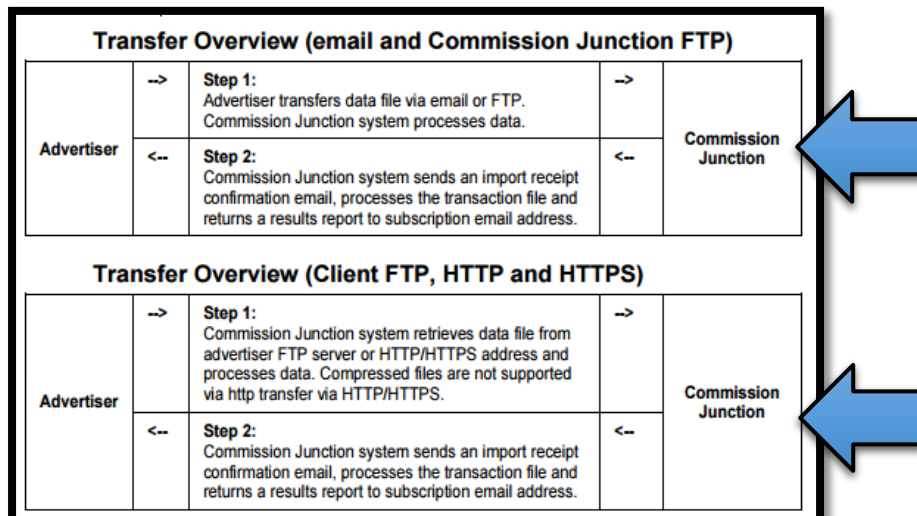 Transfer Overview (email and Commission Junction FTP)
Advertiser
-->
Step 1:
Advertiser transfers data file via email or FTP.
Commission Junction system processes data.
-->
Commission
Junction
<--
Step 2:
Commission Junction system sends an import receipt
confirmation email, processes the transaction file and
returns a results report to subscription email address.
<--
Transfer Overview (Client FTP, HTTP and HTTPS)
Advertiser
-->
Step 1:
Commission Junction system retrieves data file from
advertiser FTP server or HTTP/HTTPS address and
processes data. Compressed files are not supported
via http transfer via HTTP/HTTPS.
-->
Commission
Junction
<--
Step 2:
Commission Junction system sends an import receipt
confirmation email, processes the transaction file and
returns a results report to subscription email address.
<--